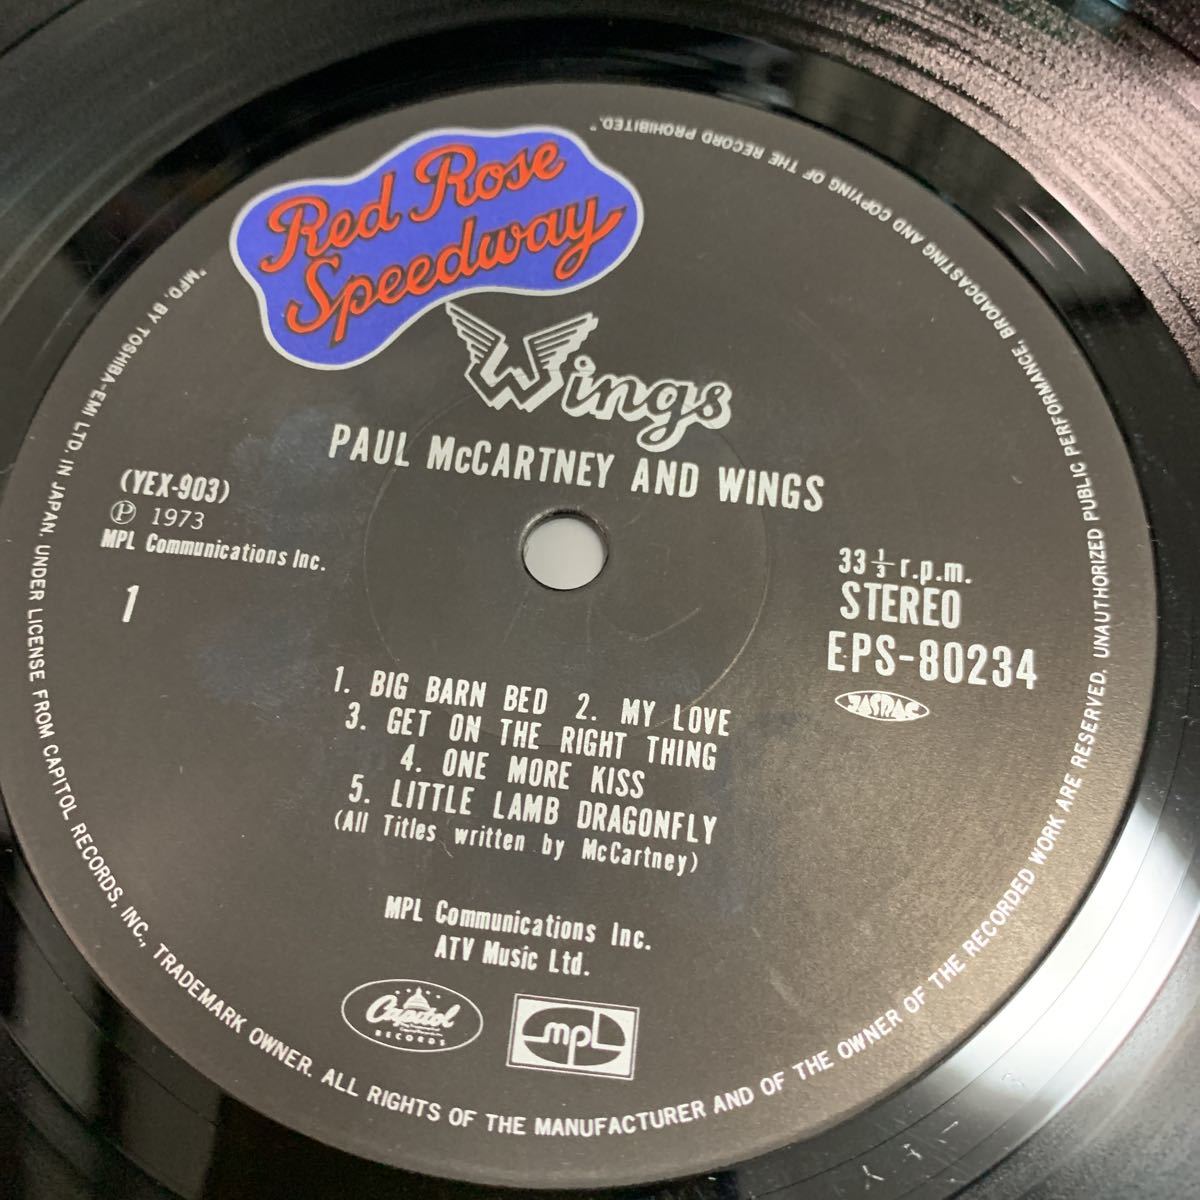 Red Rose
Speedway
Wings
PAUL McCARTNEY AND WINGS
(YEX-903)
Ⓟ 1973
MPL Communications Inc.
1
33 1/3 r.p.m.
STEREO
EPS-80234
JASRAC
1. BIG BARN BED 2. MY LOVE
3. GET ON THE RIGHT THING
4. ONE MORE KISS
5. LITTLE LAMB DRAGONFLY
(All Titles written by McCartney)
MPL Communications Inc.
ATV Music Ltd.
Capitol
RECORDS
mpl
"MFD. BY TOSHIBA-EMI LTD. IN JAPAN, UNDER LICENSE FROM CAPITOL RECORDS, INC., TRADEMARK OWNER. ALL RIGHTS OF THE MANUFACTURER AND OF THE OWNER OF THE RECORDED WORK ARE RESERVED. UNAUTHORIZED PUBLIC PERFORMANCE, BROADCASTING AND COPYING OF THE RECORD PROHIBITED."